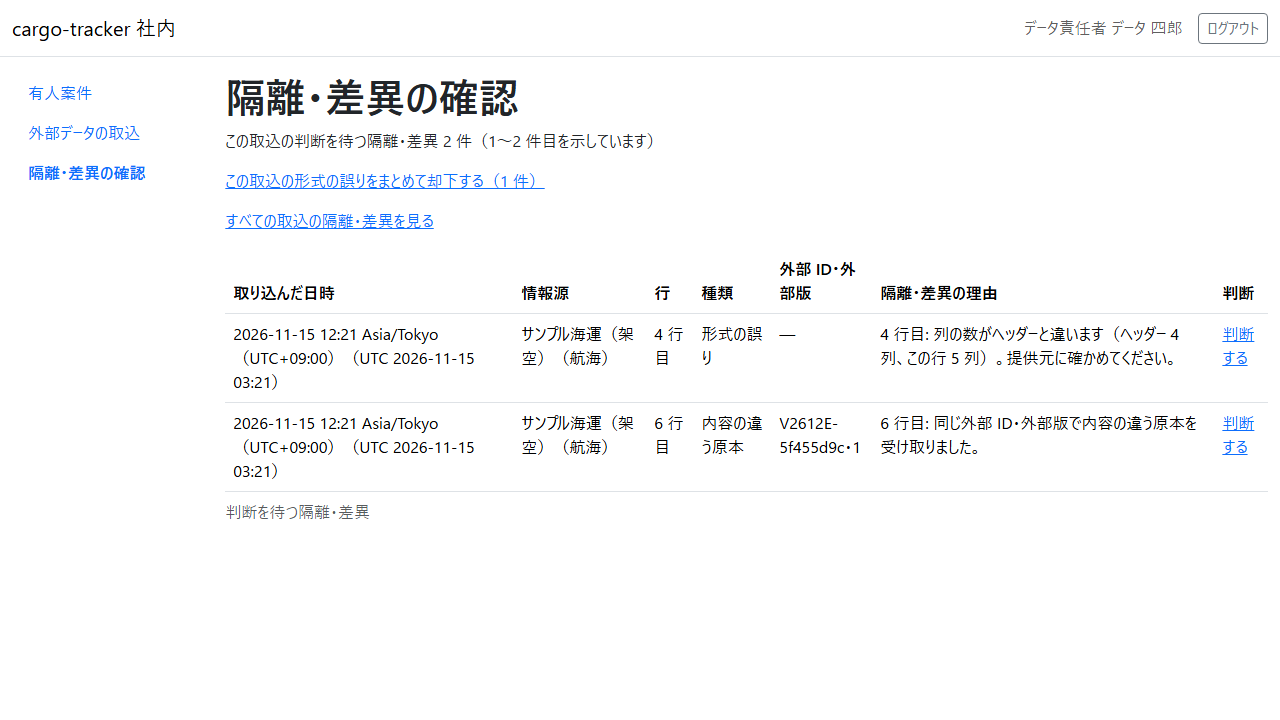 cargo-tracker 社内
データ責任者 データ 四郎
ログアウト
有人案件
外部データの取込
隔離・差異の確認
隔離・差異の確認
この取込の判断を待つ隔離・差異 2 件（1～2 件目を示しています）
この取込の形式の誤りをまとめて却下する（1 件）
すべての取込の隔離・差異を見る
取り込んだ日時 情報源 行 種類 外部 ID・外部版 隔離・差異の理由 判断
2026-11-15 12:21 Asia/Tokyo
（UTC+09:00）（UTC 2026-11-15
03:21）
サンプル海運（架
空）（航海）
4 行
目
形式の誤
り
—
4 行目: 列の数がヘッダーと違います（ヘッダー 4
列、この行 5 列）。提供元に確かめてください。
判断
する
2026-11-15 12:21 Asia/Tokyo
（UTC+09:00）（UTC 2026-11-15
03:21）
サンプル海運（架
空）（航海）
6 行
目
内容の違
う原本
V2612E-
5f455d9c・1
6 行目: 同じ外部 ID・外部版で内容の違う原本を
受け取りました。
判断
する
判断を待つ隔離・差異